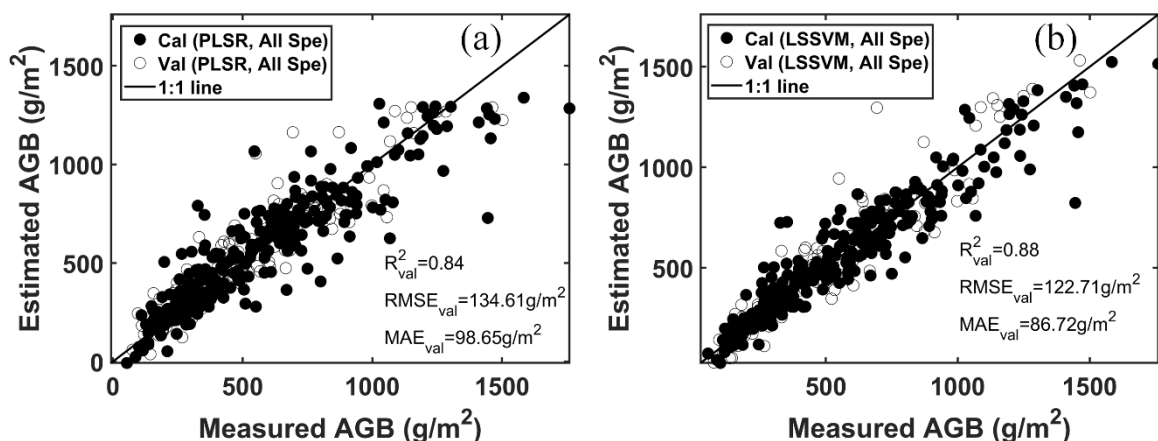 (a)
Cal (PLSR, All Spe)
Val (PLSR, All Spe)
1:1 line
Estimated AGB (g/m²)
1500
1000
500
0
R²val=0.84
RMSEval=134.61g/m²
MAEval=98.65g/m²
0 500 1000 1500
Measured AGB (g/m²)
(b)
Cal (LSSVM, All Spe)
Val (LSSVM, All Spe)
1:1 line
Estimated AGB (g/m²)
1500
1000
500
R²val=0.88
RMSEval=122.71g/m²
MAEval=86.72g/m²
500 1000 1500
Measured AGB (g/m²)